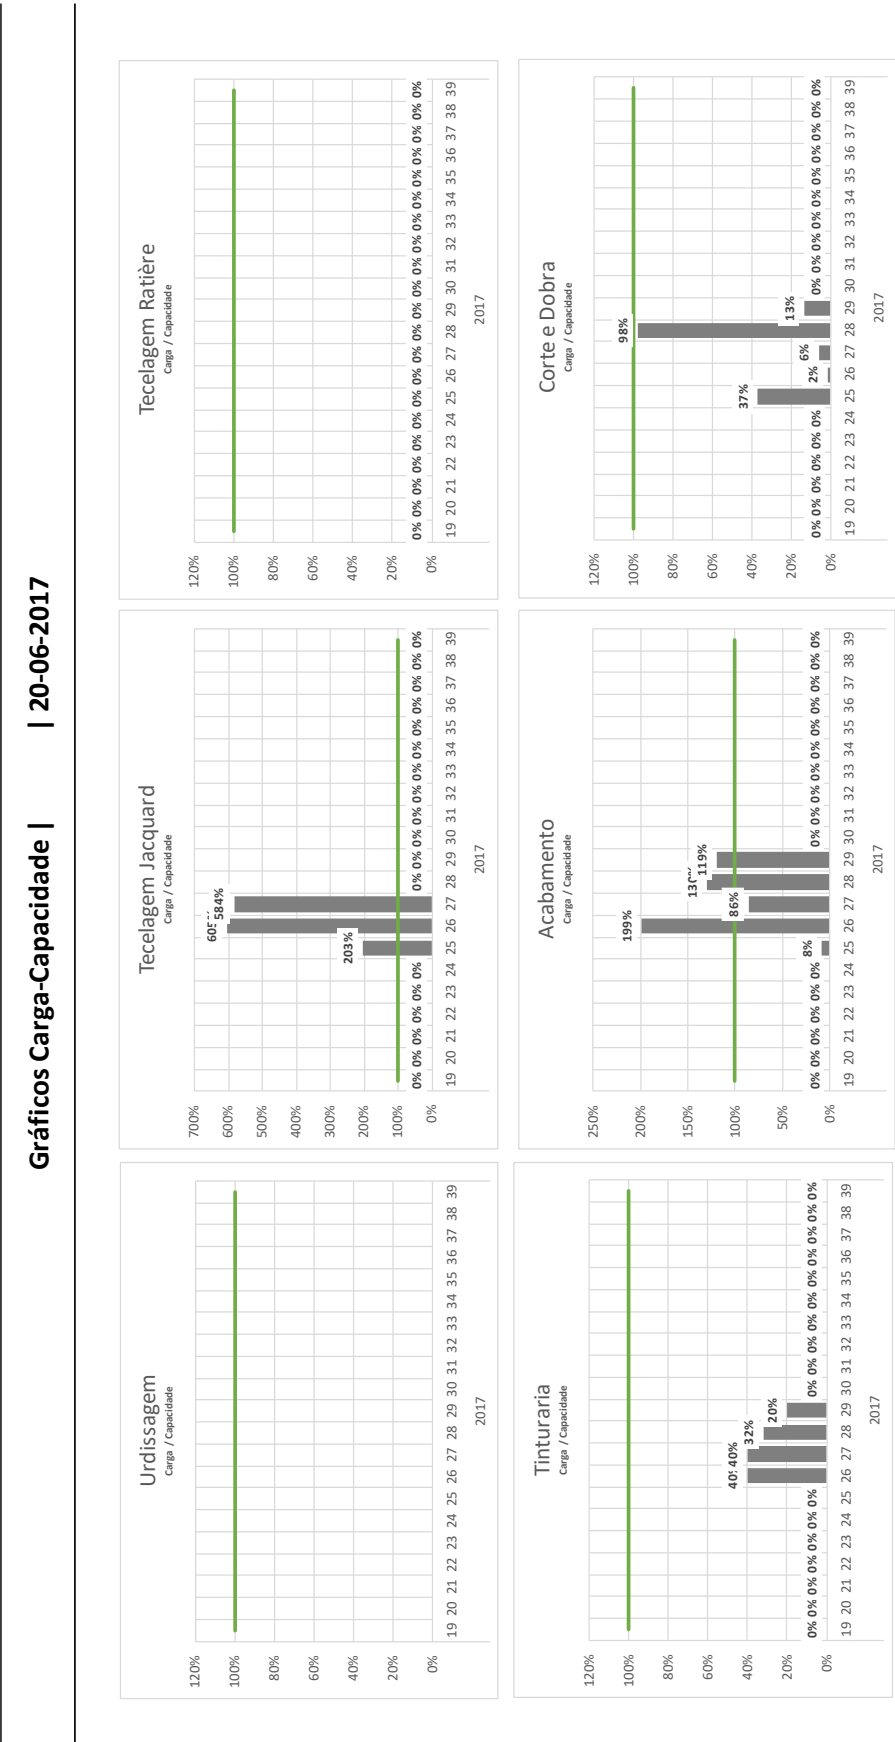 Gráficos Carga-Capacidade | | 20-06-2017
Urdissagem
Carga / Capacidade
120%
100%
80%
60%
40%
20%
0%
19 20 21 22 23 24 25 26 27 28 29 30 31 32 33 34 35 36 37 38 39
2017
Tecelagem Jacquard
Carga / Capacidade
700%
600%
500%
400%
300%
200%
100%
0%
605% 584%
203%
0% 0% 0% 0% 0% 0% 0% 0% 0% 0% 0% 0% 0% 0% 0% 0% 0% 0%
19 20 21 22 23 24 25 26 27 28 29 30 31 32 33 34 35 36 37 38 39
2017
Tecelagem Ratière
Carga / Capacidade
120%
100%
80%
60%
40%
20%
0%
0% 0% 0% 0% 0% 0% 0% 0% 0% 0% 0% 0% 0% 0% 0% 0% 0% 0% 0% 0% 0%
19 20 21 22 23 24 25 26 27 28 29 30 31 32 33 34 35 36 37 38 39
2017
Tinturaria
Carga / Capacidade
120%
100%
80%
60%
40%
20%
0%
0% 0% 0% 0% 0% 0% 0% 40% 40% 32% 20% 0% 0% 0% 0% 0% 0% 0% 0% 0% 0%
19 20 21 22 23 24 25 26 27 28 29 30 31 32 33 34 35 36 37 38 39
2017
Acabamento
Carga / Capacidade
250%
200%
150%
100%
50%
0%
0% 0% 0% 0% 0% 0% 8% 199% 86% 130% 119% 0% 0% 0% 0% 0% 0% 0% 0% 0% 0%
19 20 21 22 23 24 25 26 27 28 29 30 31 32 33 34 35 36 37 38 39
2017
Corte e Dobra
Carga / Capacidade
120%
100%
80%
60%
40%
20%
0%
0% 0% 0% 0% 0% 0% 37% 2% 6% 98% 13% 0% 0% 0% 0% 0% 0% 0% 0% 0% 0%
19 20 21 22 23 24 25 26 27 28 29 30 31 32 33 34 35 36 37 38 39
2017